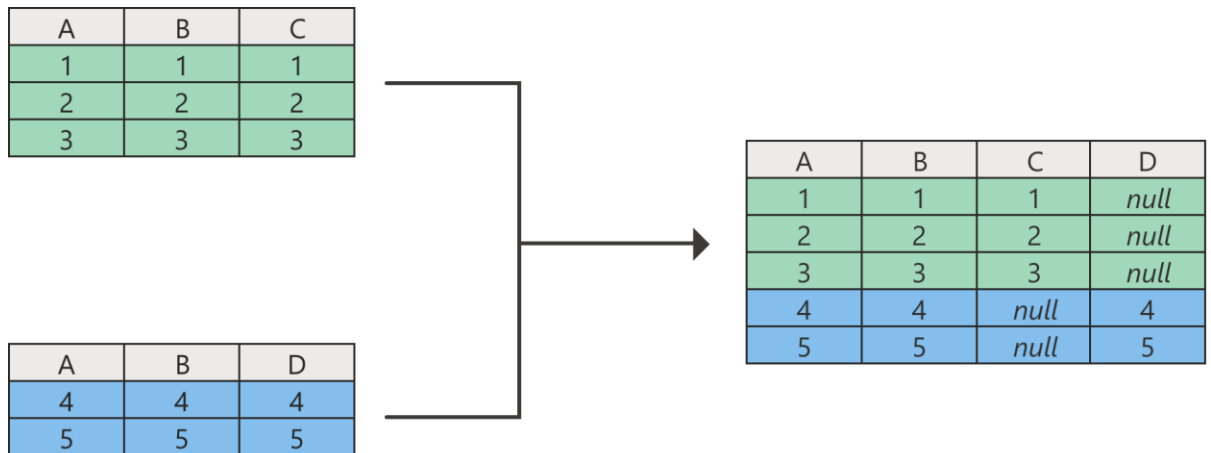 A B C
1 1 1
2 2 2
3 3 3
A B D
4 4 4
5 5 5
A B C D
1 1 1 null
2 2 2 null
3 3 3 null
4 4 null 4
5 5 null 5